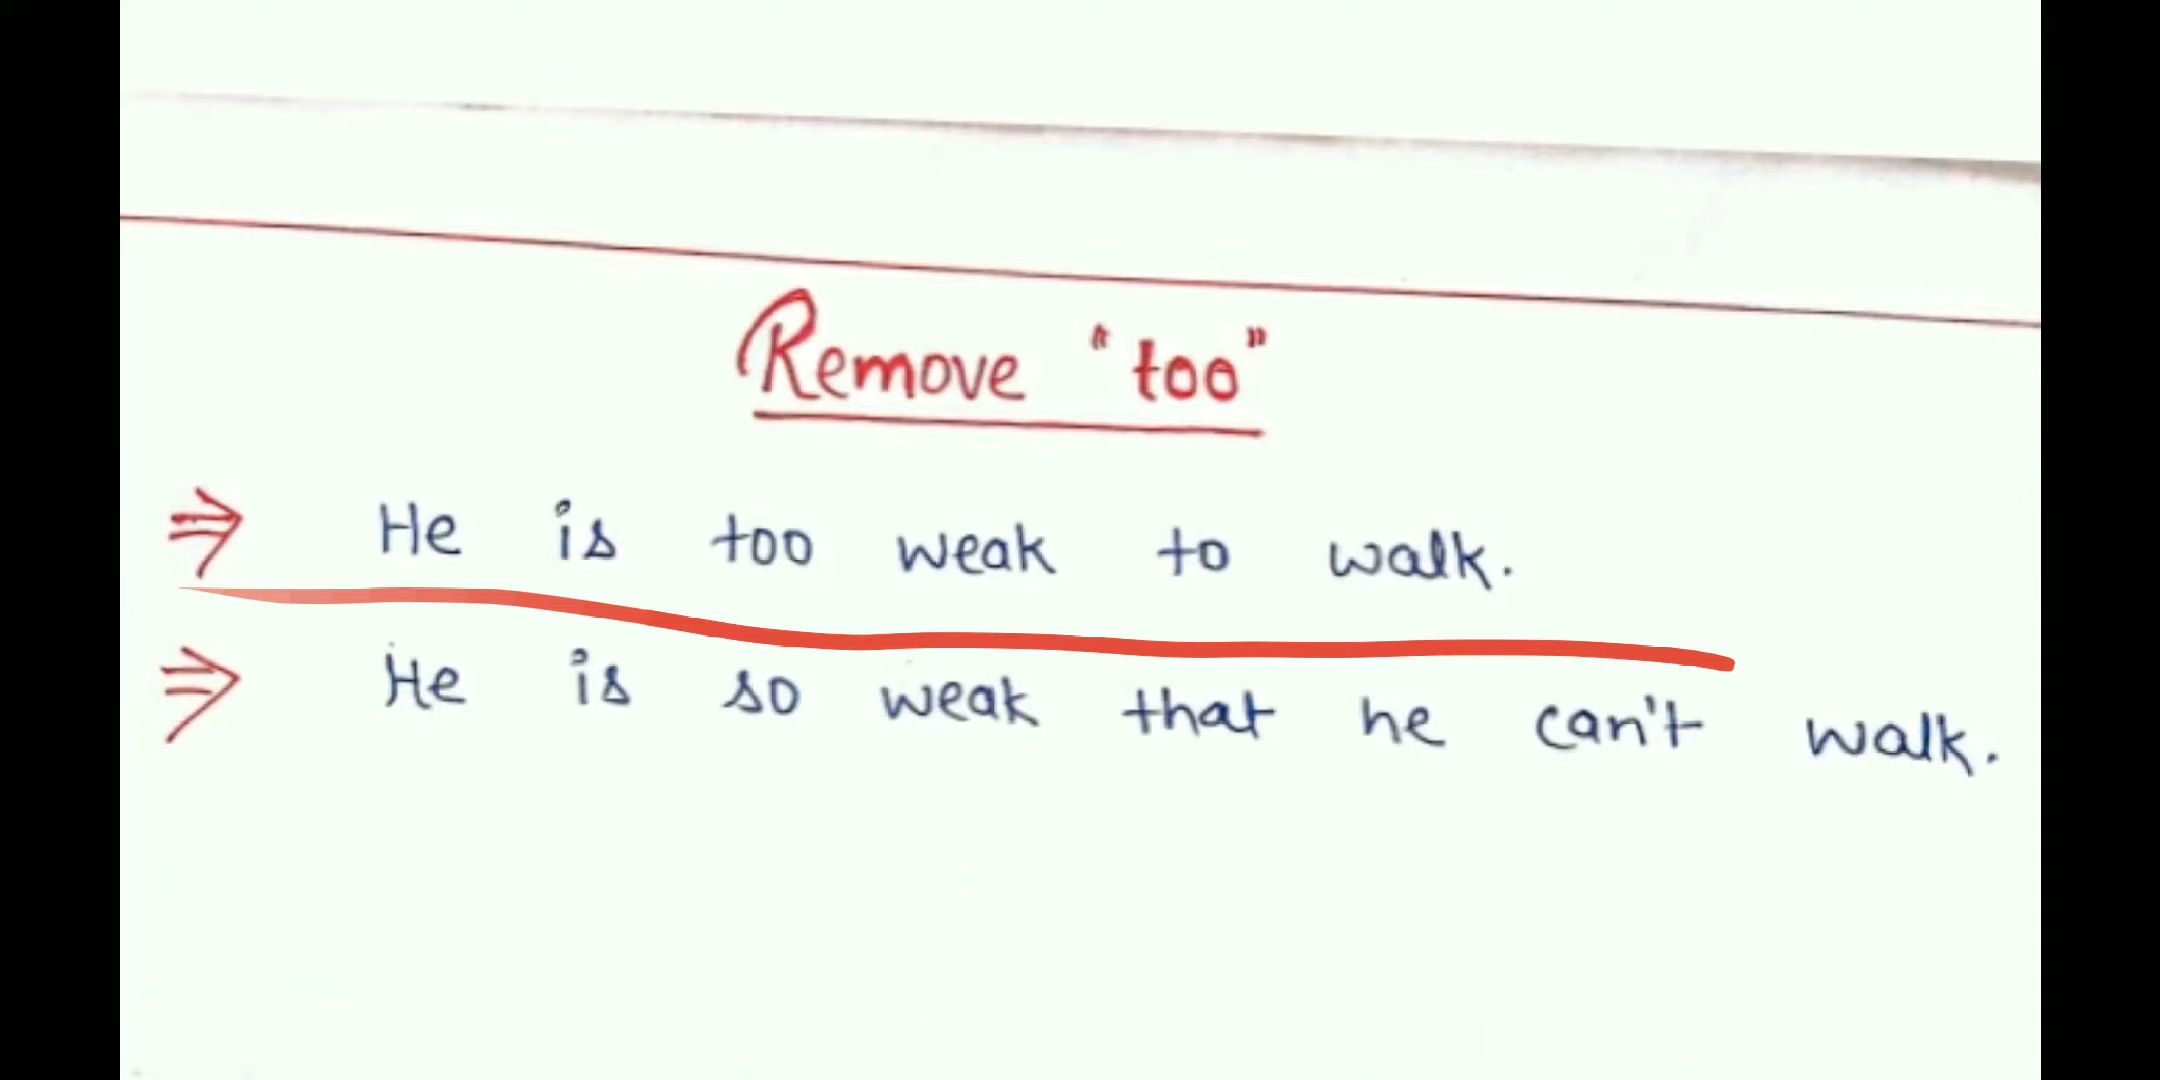 Remove "too"
⇒ He is too weak to walk.
⇒ He is so weak that he can't walk.